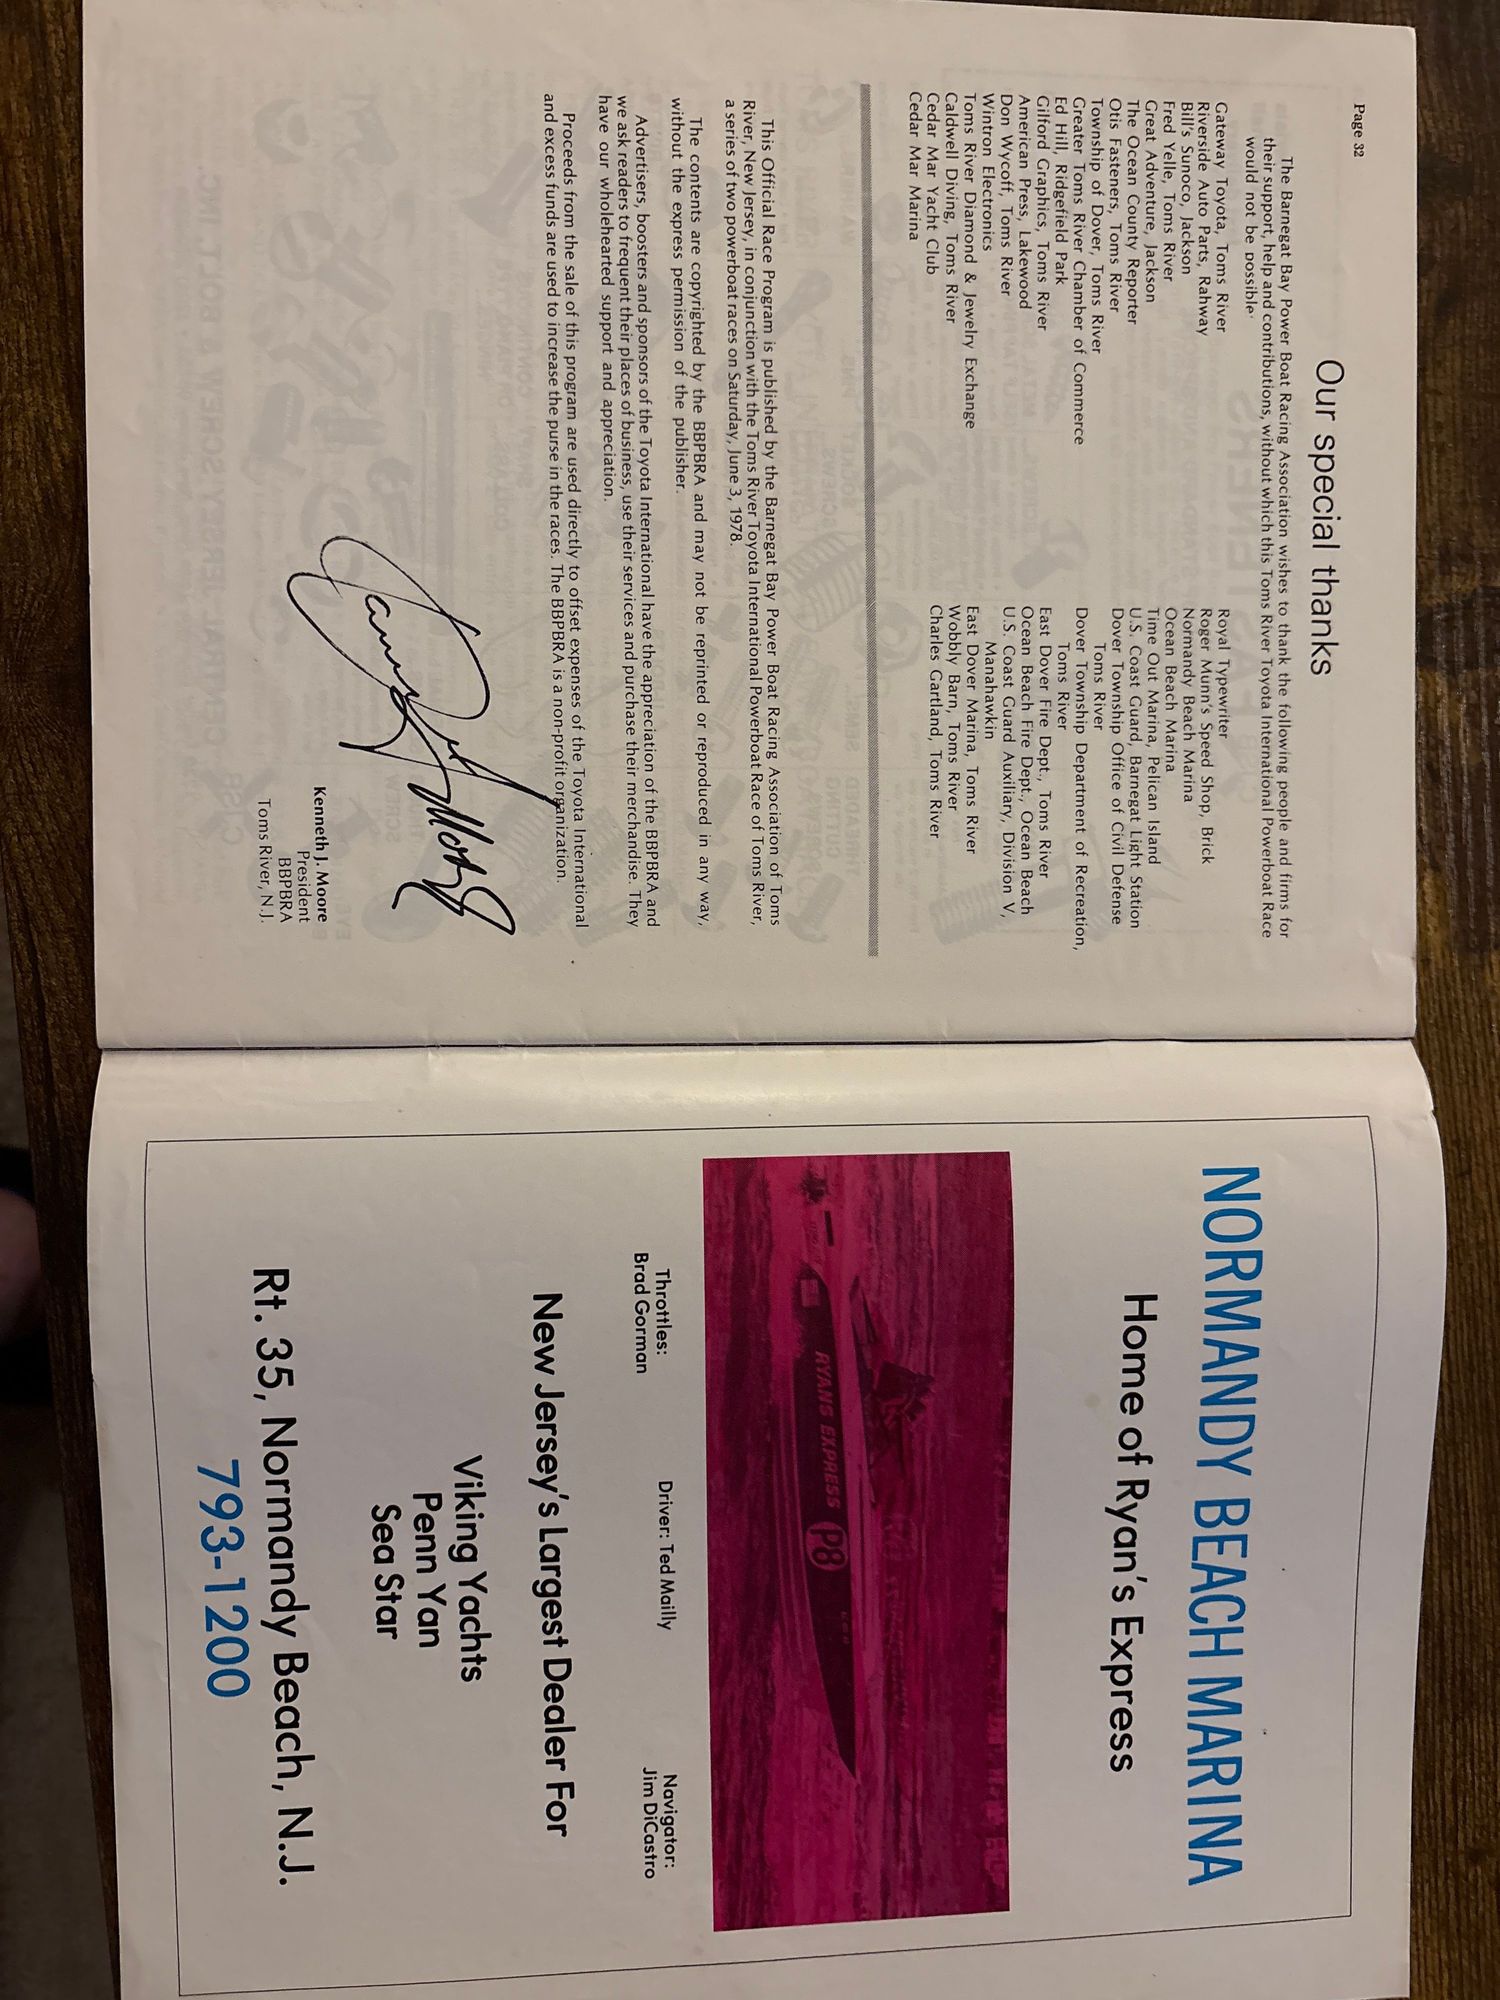 Page 32
Our special thanks
The Barnegat Bay Power Boat Racing Association wishes to thank the following people and firms for
their support, help and contributions, without which this Toms River Toyota International Powerboat Race
would not be possible.
Gateway Toyota, Toms River
Riverside Auto Parts, Rahway
Bill's Sunoco, Jackson
Fred Yelle, Toms River
Great Adventure, Jackson
The Ocean County Reporter
Otis Fasteners, Toms River
Township of Dover, Toms River
Greater Toms River Chamber of Commerce
Ed Hill, Ridgefield Park
Gilford Graphics, Toms River
American Press, Lakewood
Don Wycoff, Toms River
Wintron Electronics
Toms River Diamond & Jewelry Exchange
Caldwell Diving, Toms River
Cedar Mar Yacht Club
Cedar Mar Marina
Royal Typewriter
Roger Munn's Speed Shop, Brick
Normandy Beach Marina
Ocean Beach Marina
Time Out Marina, Pelican Island
U.S. Coast Guard, Barnegat Light Station
Dover Township Office of Civil Defense
Toms River
Dover Township Department of Recreation,
Toms River
East Dover Fire Dept., Toms River
Ocean Beach Fire Dept., Ocean Beach
U.S. Coast Guard Auxiliary, Division V,
Manahawkin
East Dover Marina, Toms River
Wobbly Barn, Toms River
Charles Gartland, Toms River
This Official Race Program is published by the Barnegat Bay Power Boat Racing Association of Toms
River, New Jersey, in conjunction with the Toms River Toyota International Powerboat Race of Toms River,
a series of two powerboat races on Saturday, June 3, 1978.
The contents are copyrighted by the BBPBRA and may not be reprinted or reproduced in any way,
without the express permission of the publisher.
Advertisers, boosters and sponsors of the Toyota International have the appreciation of the BBPBRA and
we ask readers to frequent their places of business, use their services and purchase their merchandise. They
have our wholehearted support and appreciation.
Proceeds from the sale of this program are used directly to offset expenses of the Toyota International
and excess funds are used to increase the purse in the races. The BBPBRA is a non-profit organization.
Kenneth J. Moore
President
BBPBRA
Toms River, N.J.
NORMANDY BEACH MARINA
Home of Ryan's Express
RYANS EXPRESS P8
Throttles:
Brad Gorman
Driver: Ted Mailly
Navigator:
Jim DiCastro
New Jersey's Largest Dealer For
Viking Yachts
Penn Yan
Sea Star
Rt. 35, Normandy Beach, N.J.
793-1200